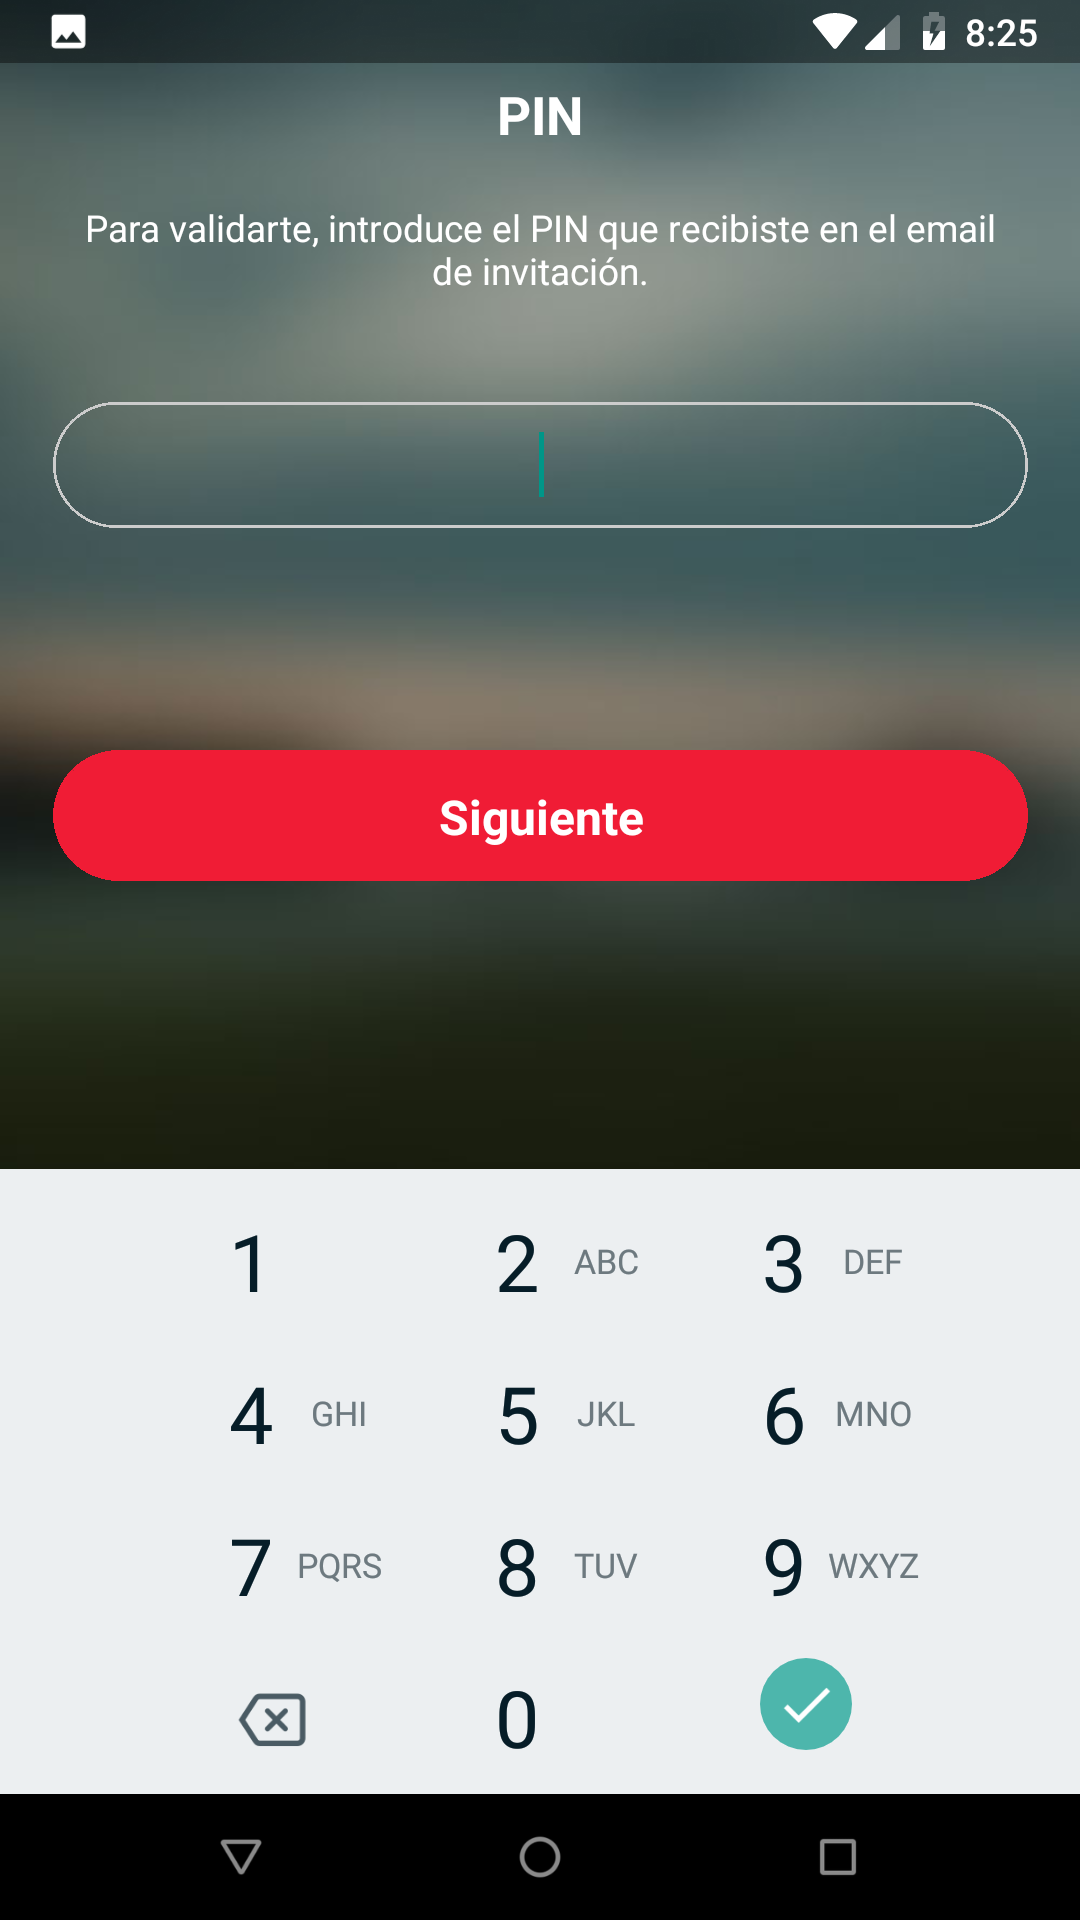 8:25
PIN
Para validarte, introduce el PIN que recibiste en el email
de invitación.
Siguiente
1
2 ABC
3 DEF
4 GHI
5 JKL
6 MNO
7 PQRS
8 TUV
9 WXYZ
0